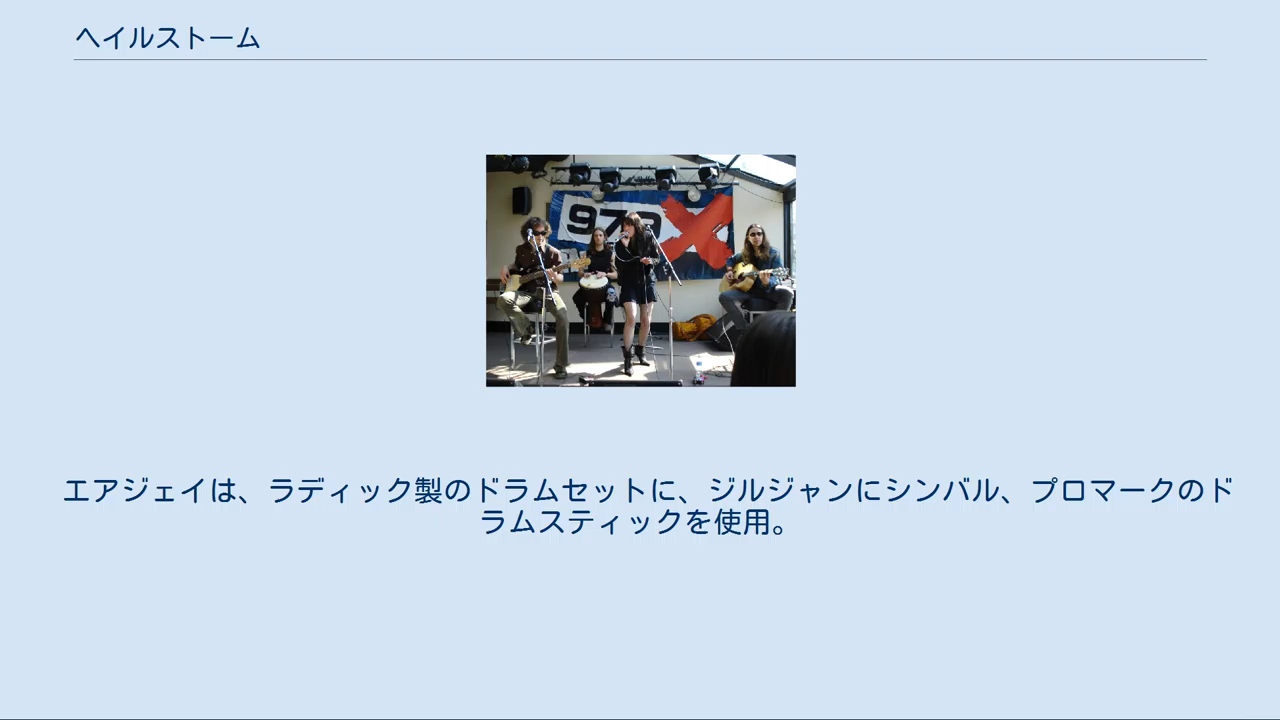 ヘイルストーム
97.9X
エアジェイは、ラディック製のドラムセットに、ジルジャンにシンバル、プロマークのド
ラムスティックを使用。